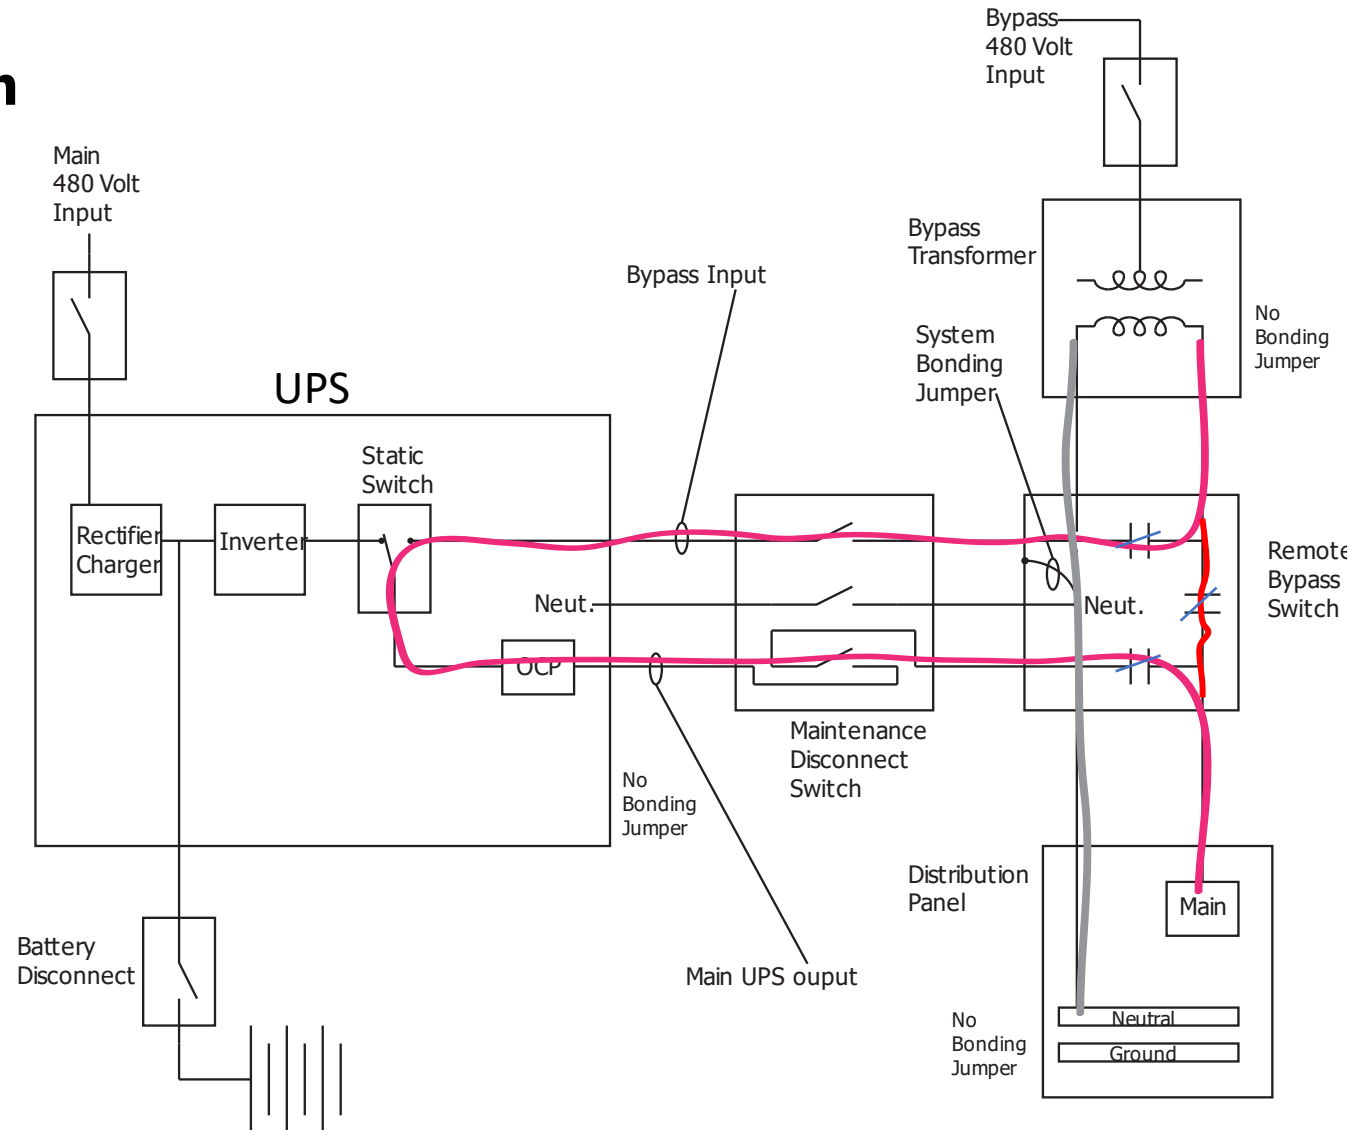 n
Bypass
480 Volt
Input
Main
480 Volt
Input
Bypass
Transformer
Bypass Input
No
Bonding
Jumper
System
Bonding
Jumper
UPS
Static
Switch
Rectifier
Charger
Inverter
Remote
Bypass
Switch
Neut.
Neut.
OCP
Maintenance
Disconnect
Switch
No
Bonding
Jumper
Distribution
Panel
Main
Battery
Disconnect
Main UPS ouput
No
Bonding
Jumper
Neutral
Ground